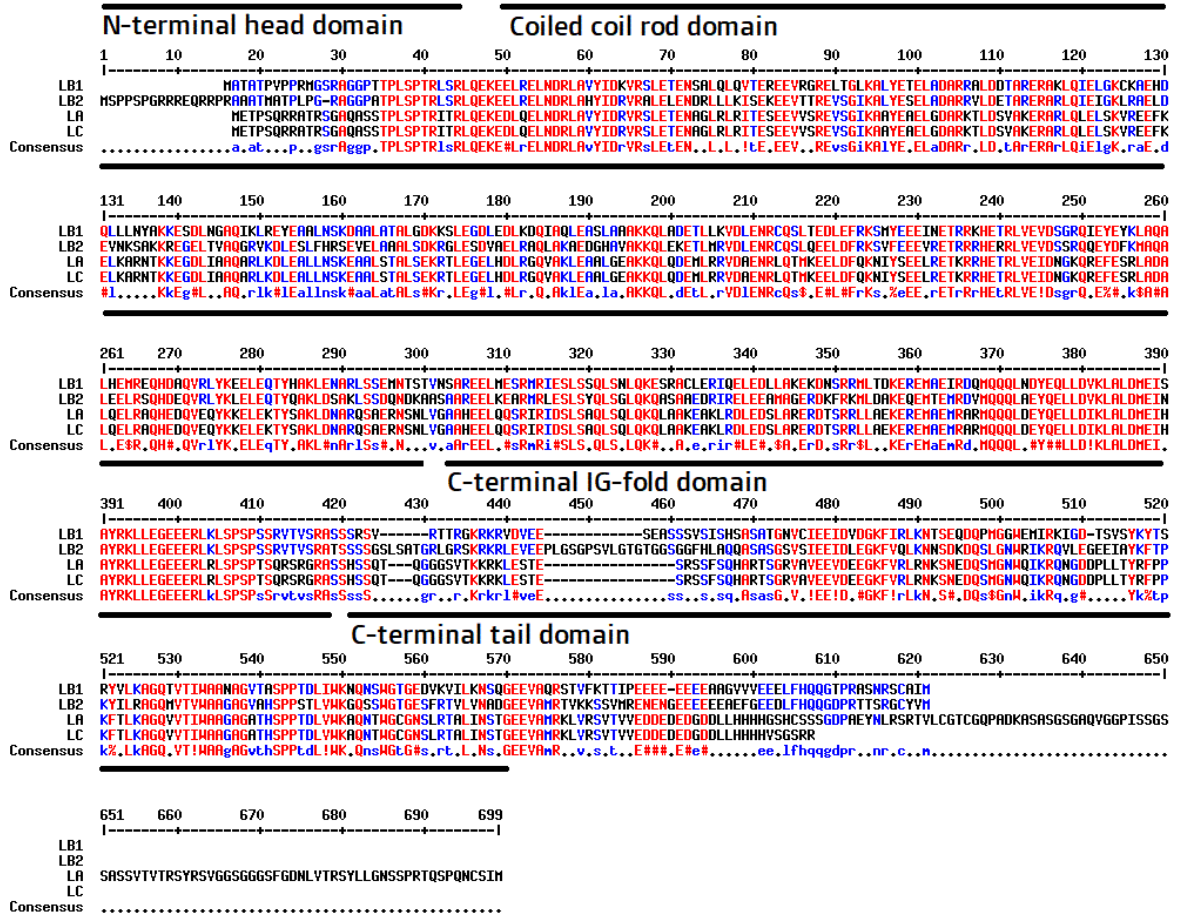 N-terminal head domain Coiled coil rod domain
1 10 20 30 40 50 60 70 80 90 100 110 120 130
|--------+---------+---------+---------+---------+---------+---------+---------+---------+---------+---------+---------+---------|
LB1 MATATPVPPRMGSRAGGPTTPLSPTRLSRLQEKEELRELNDRLAVYIDKVRSLETENSALQLQVTEREEVRGRELTGLKALYETELADARRALDDTARERAKLQIELGKCKAEHD
LB2 MSPPSPGRRREQRRPRAAATMATPLPG-RAGGPATPLSPTRLSRLQEKEELRELNDRLAHYIDRVRALELENDRLLLKISEKEEVTTREVSGIKALYESELADARRVLDETARERARLQIEIGKLRAELD
LA METPSQRRATRSGAQASSTPLSPTRITRLQEKEDLQELNDRLAVYIDRVRSLETENAGLRLRITESEEVVSREVSGIKAAYEAELGDARKTLDSVAKERARLQLELSKVREEFK
LC METPSQRRATRSGAQASSTPLSPTRITRLQEKEDLQELNDRLAVYIDRVRSLETENAGLRLRITESEEVVSREVSGIKAAYEAELGDARKTLDSVAKERARLQLELSKVREEFK
Consensus ................a.at...p..gsrAggp.TPLSPTRlsRLQEKE#LrELNDRLAvYIDrVRsLEtEN..L.L.!tE.EEV..REvsGiKAlYE.ELaDARr.LD.tArERArLQiElgK.raE.d
131 140 150 160 170 180 190 200 210 220 230 240 250 260
|--------+---------+---------+---------+---------+---------+---------+---------+---------+---------+---------+---------+---------|
LB1 QLLLNYAKKESDLNGAQIKLREYEAALNSKDAALATALGDKKSLEGDLEDLKDQIAQLEASLAAAKKQLADETLLKVDLENRCQSLTEDLEFRKSMYEEEINETRRKHETRLVEVDSGRQIEYEYKLAQA
LB2 EVNKSAKKREGELTVAQGRVKDLESLFHRSEVELAAALSDKRGLESDVAELRAQLAKAEDGHAVAKKQLEKETLMRVDLENRCQSLQEELDFRKSVFEEEVRETRRRHERRLVEVDSSRQQEYDFKMAQA
LA ELKARNTKKEGDLIAAQARLKDLEALLNSKEAALSTALSEKRTLEGELHDLRGQVAKLEAALGEAKKQLQDEMLRRVDAENRLQTMKEELDFQKNIYSEELRETKRRHETRLVEIDNGKQREFESRLADA
LC ELKARNTKKEGDLIAAQARLKDLEALLNSKEAALSTALSEKRTLEGELHDLRGQVAKLEAALGEAKKQLQDEMLRRVDAENRLQTMKEELDFQKNIYSEELRETKRRHETRLVEIDNGKQREFESRLADA
Consensus #l....KkEg#L..AQ.rlk#lEallnsk#aaLatALs#Kr.LEg#l.#Lr.Q.AklEa.la.AKKQL.dEtL.rVDlENRcQs$.E#L#FrKs.%eEE.rETrRrHEtRLVE!DsgrQ.E%#.k$A#A
261 270 280 290 300 310 320 330 340 350 360 370 380 390
|--------+---------+---------+---------+---------+---------+---------+---------+---------+---------+---------+---------+---------|
LB1 LHEMREQHDAQVRLYKEELEQTYHAKLENARLSSEMNTSTVNSAREELMESRMRIESLSSQLSNLQKESRACLERIQELEDLLAKEKDNSRRMLTDKEREMAEIRDQMQQQLNDYEQLLDVKLALDMEIS
LB2 LEELRSQHDEQVRLYKLELEQTYQAKLDSAKLSSDQNDKAASAAREELKEARMRLESLSYQLSGLQKQASAAEDRIRELEEAMAGERDKFRKMLDAKEQEMTEMRDVMQQQLAEYQELLDVKLALDMEIN
LA LQELRAQHEDQVEQYKKELEKTYSAKLDNARQSAERNSNLVGAAHEELQQSRIRIDSLSAQLSQLQKQLAAKEAKLRDLEDSLARERDTSRRLLAEKEREMAEMRARMQQQLDEYQELLDIKLALDMEIH
LC LQELRAQHEDQVEQYKKELEKTYSAKLDNARQSAERNSNLVGAAHEELQQSRIRIDSLSAQLSQLQKQLAAKEAKLRDLEDSLARERDTSRRLLAEKEREMAEMRARMQQQLDEYQELLDIKLALDMEIH
Consensus L.E$R.QH#.QVrlYK.ELEqTY.AKL#nArlSs#.N...v.aArEEL.#sRmRi#SLS.QLS.LQK#..A.e.rir#LE#.$A.ErD.sRr$L..KErEMaEmRd.MQQQL.#Y##LLD!KLALDMEI.
C-terminal IG-fold domain
391 400 410 420 430 440 450 460 470 480 490 500 510 520
|--------+---------+---------+---------+---------+---------+---------+---------+---------+---------+---------+---------+---------|
LB1 AYRKLLEGEEERLKLSPSPSSRVTVSRASSSRSV------RTTRGKRKRVDVEE------------SEASSSVSISHSASATGNVCIEEIDVDGKFIRLKNTSEQDQPMGGWEMIRKIGD-TSVSYKYTS
LB2 AYRKLLEGEEERLKLSPSPSSRVTVSRATSSSSGSLSATGRLGRSKRKRLEVEEPLGSGPSVLGTGTGGSGGFHLAQQASASGSVSIEEIDLEGKFVQLKNNSDKDQSLGNWRIKRQVLEGEEIAYKFTP
LA AYRKLLEGEEERLRLSPSPTSQRSRGRASSHSSQT--QGGGSVTKKRKLESTE-----------------SRSSFSQHARTSGRVAVEEVDEEGKFVRLRNKSNEDQSMGNWQIKRQNGDDPLLTYRFPP
LC AYRKLLEGEEERLRLSPSPTSQRSRGRASSHSSQT--QGGGSVTKKRKLESTE-----------------SRSSFSQHARTSGRVAVEEVDEEGKFVRLRNKSNEDQSMGNWQIKRQNGDDPLLTYRFPP
Consensus AYRKLLEGEEERLkLSPSPsSrvtvsRAsSssS......gr..r.Krkrl#veE................ss..s.sq.AsasG.V.!EE!D.#GKF!rLkN.S#.DQs$GnW.ikRq.g#.....Yk%tp
C-terminal tail domain
521 530 540 550 560 570 580 590 600 610 620 630 640 650
|--------+---------+---------+---------+---------+---------+---------+---------+---------+---------+---------+---------+---------|
LB1 RYVLKAGQTVTIWAANAGVTASPPTDLIWKNQNSWGTGEDVKVILKNSQGEEVAQRSTVFKTTIPEEEE-EEEEAAGVVVEEELFHQQGTPRASNRSCAIM
LB2 KYILRAGQMVTVWAAGAGVAHSPPSTLVWKGQSSWGTGESFRTVLVNADGEEVAMRTVKKSSVMRENENGEEEEEEAEFGEEDLFHQQGDPRTTSRGCYVM
LA KFTLKAGQVVTIWAAGAGATHSPPTDLVWKAQNTWGCGNSLRTALINSTGEEVAMRKLVRSVTVVEDDEDEDGDDLLHHHHGSHCSSSGDPAEYNLRSRTVLCGTCGQPADKASASGSGAQVGGPISSGS
LC KFTLKAGQVVTIWAAGAGATHSPPTDLVWKAQNTWGCGNSLRTALINSTGEEVAMRKLVRSVTVVEDDEDEDGDDLLHHHHVSGSRR
Consensus k%.LkAGQ.VT!WAAgAGvthSPPtdL!WK.QnsWGtG#s.rt.L.Ns.GEEVAMR..v.s.t..E###.E#e#......ee.lfhqqgdpr..nr.c..m.............................
651 660 670 680 690 699
|--------+---------+---------+---------+--------|
LB1
LB2
LA SASSVTVTRSYRSVGGSGGGSFGDNLVTRSYLLGNSSPRTQSPQNCSIM
LC
Consensus .................................................